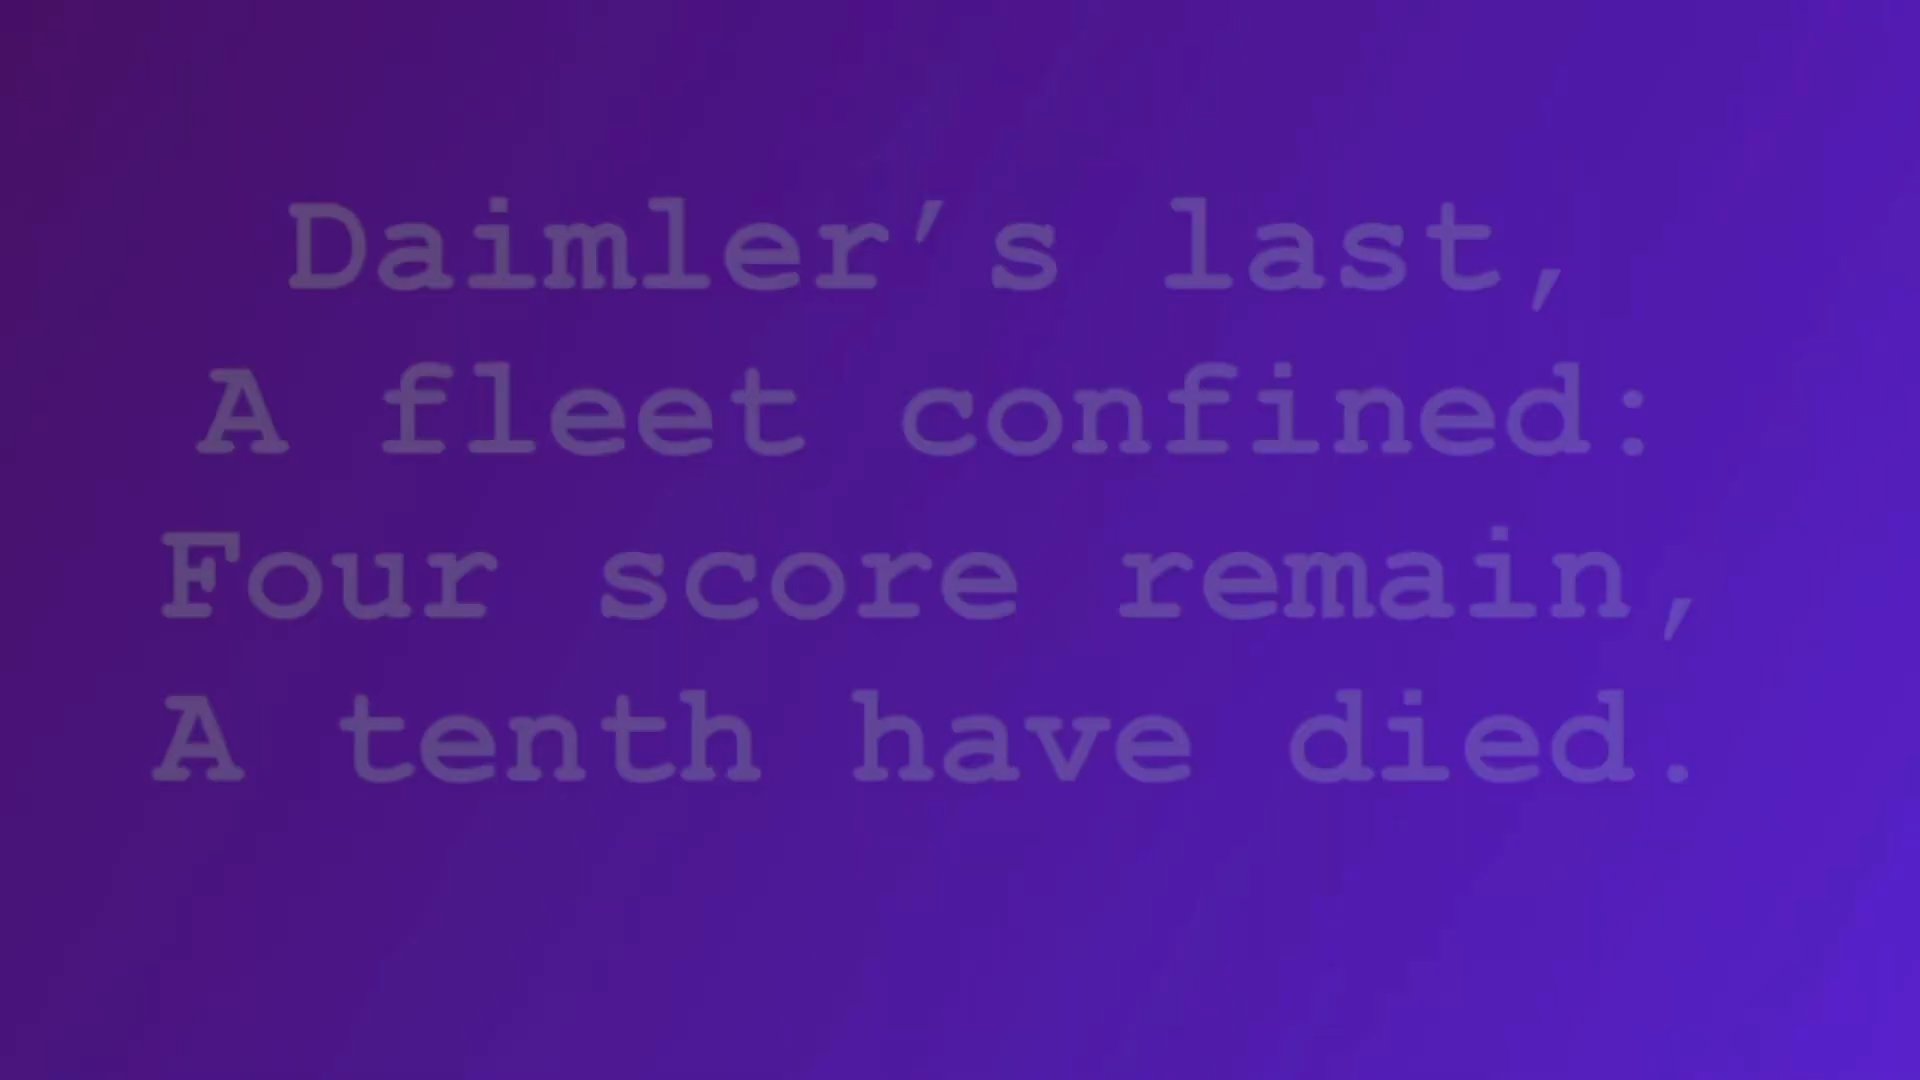 Daimler’s last,
A fleet confined:
Four score remain,
A tenth have died.